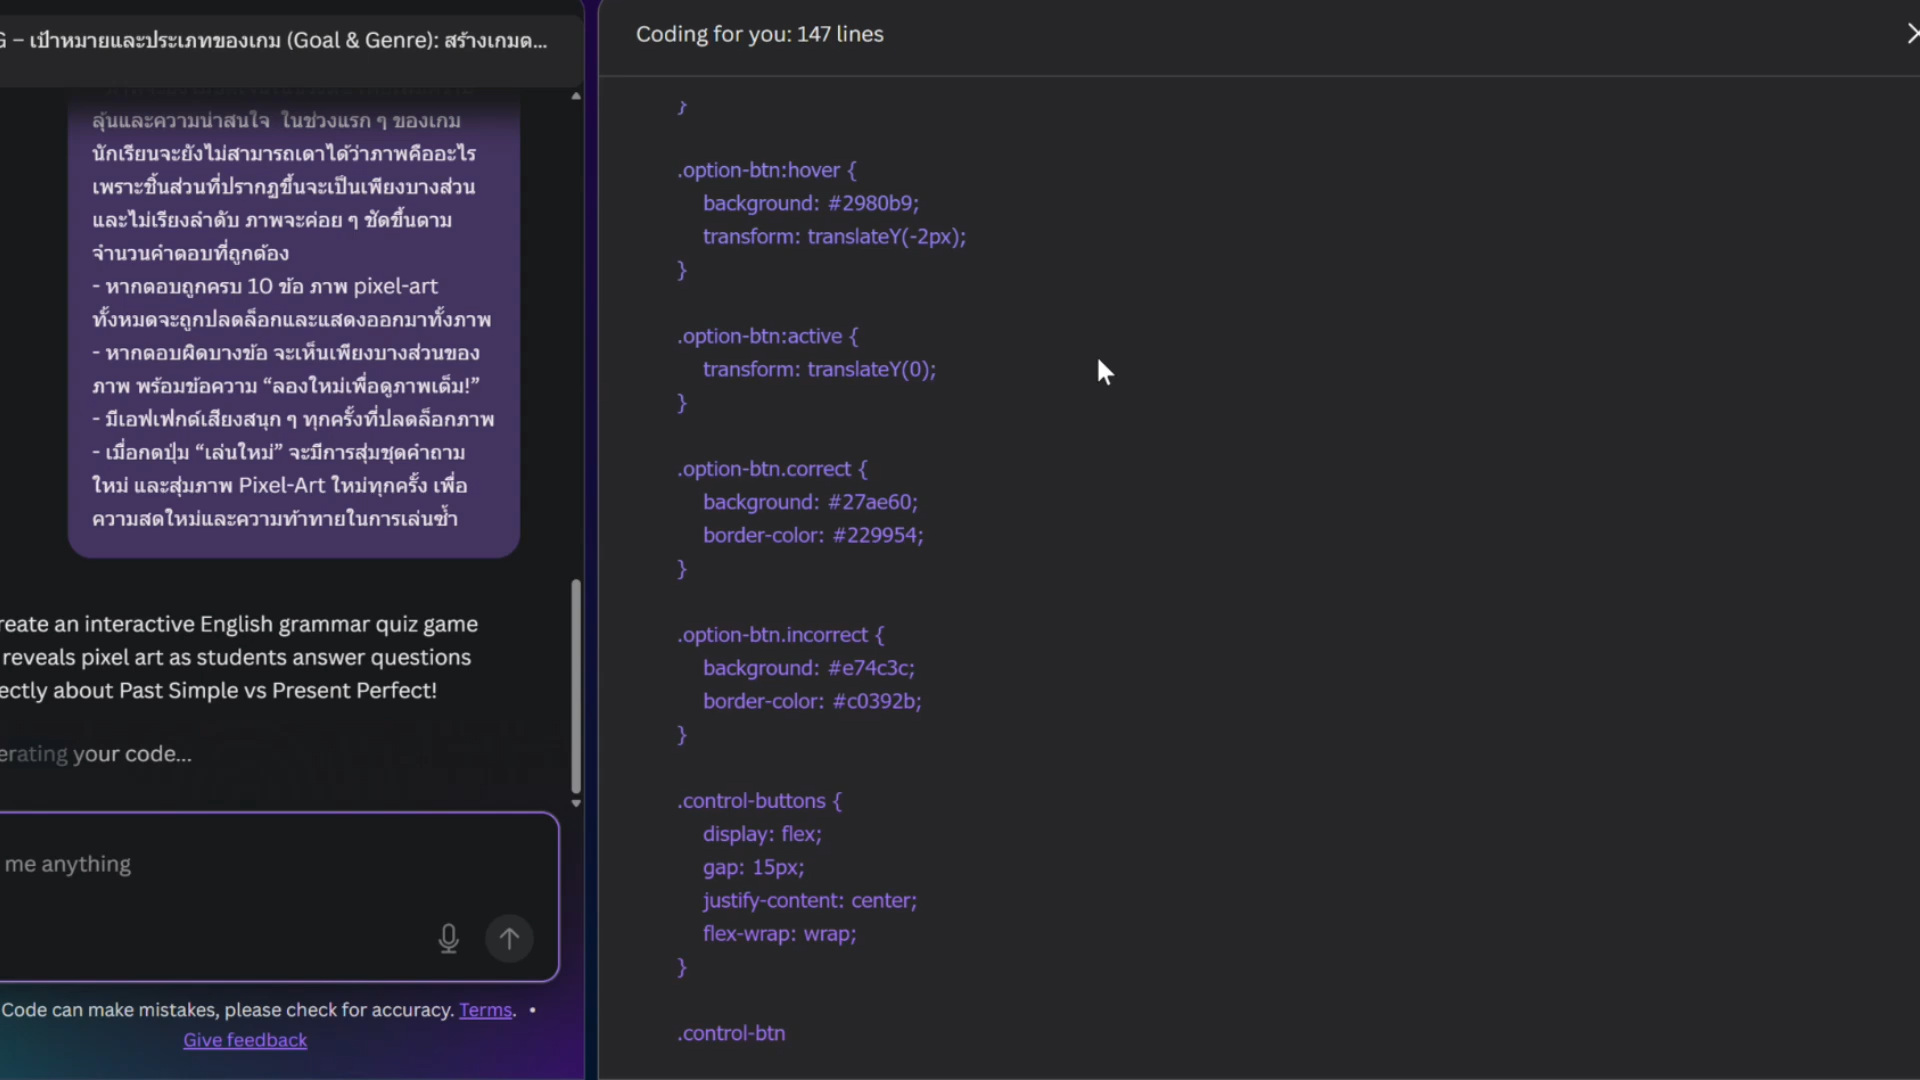 G – เป้าหมายและประเภทของเกม (Goal & Genre): สร้างเกมต...
ลุ้นและความน่าสนใจ ในช่วงแรก ๆ ของเกม
นักเรียนจะยังไม่สามารถเดาได้ว่าภาพคืออะไร
เพราะชิ้นส่วนที่ปรากฏขึ้นจะเป็นเพียงบางส่วน
และไม่เรียงลำดับ ภาพจะค่อย ๆ ชัดขึ้นตาม
จำนวนคำตอบที่ถูกต้อง
- หากตอบถูกครบ 10 ข้อ ภาพ pixel-art
ทั้งหมดจะถูกปลดล็อกและแสดงออกมาทั้งภาพ
- หากตอบผิดบางข้อ จะเห็นเพียงบางส่วนของ
ภาพ พร้อมข้อความ “ลองใหม่เพื่อดูภาพเต็ม!”
- มีเอฟเฟกต์เสียงสนุก ๆ ทุกครั้งที่ปลดล็อกภาพ
- เมื่อกดปุ่ม “เล่นใหม่” จะมีการสุ่มชุดคำถาม
ใหม่ และสุ่มภาพ Pixel-Art ใหม่ทุกครั้ง เพื่อ
ความสดใหม่และความท้าทายในการเล่นซ้ำ
reate an interactive English grammar quiz game
reveals pixel art as students answer questions
ectly about Past Simple vs Present Perfect!
erating your code...
me anything
Code can make mistakes, please check for accuracy. Terms. •
Give feedback
Coding for you: 147 lines
}
.option-btn:hover {
background: #2980b9;
transform: translateY(-2px);
}
.option-btn:active {
transform: translateY(0);
}
.option-btn.correct {
background: #27ae60;
border-color: #229954;
}
.option-btn.incorrect {
background: #e74c3c;
border-color: #c0392b;
}
.control-buttons {
display: flex;
gap: 15px;
justify-content: center;
flex-wrap: wrap;
}
.control-btn